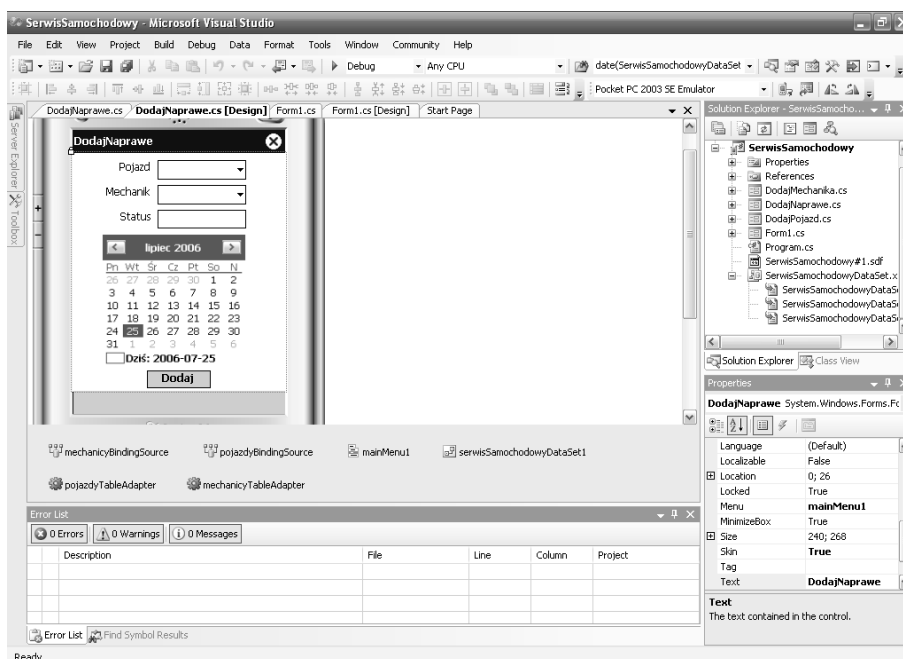 SerwisSamochodowy - Microsoft Visual Studio
File Edit View Project Build Debug Data Format Tools Window Community Help
Debug Any CPU date(SerwisSamochodowyDataSet
Pocket PC 2003 SE Emulator
DodajNaprawe.cs DodajNaprawe.cs [Design] Form1.cs Form1.cs [Design] Start Page
Server Explorer
Toolbox
DodajNaprawe
Pojazd
Mechanik
Status
lipiec 2006
Pn Wt Śr Cz Pt So N
26 27 28 29 30 1 2
3 4 5 6 7 8 9
10 11 12 13 14 15 16
17 18 19 20 21 22 23
24 25 26 27 28 29 30
31 1 2 3 4 5 6
Dziś: 2006-07-25
Dodaj
mechanicyBindingSource pojazdyBindingSource mainMenu1 serwisSamochodowyDataSet1
pojazdyTableAdapter mechanicyTableAdapter
Error List
0 Errors 0 Warnings 0 Messages
Description File Line Column Project
Error List Find Symbol Results
Ready
Solution Explorer - SerwisSamocho...
SerwisSamochodowy
Properties
References
DodajMechanika.cs
DodajNaprawe.cs
DodajPojazd.cs
Form1.cs
Program.cs
SerwisSamochodowy#1.sdf
SerwisSamochodowyDataSet.x
SerwisSamochodowyDataS
SerwisSamochodowyDataS
SerwisSamochodowyDataS
Solution Explorer Class View
Properties
DodajNaprawe System.Windows.Forms.Fo
Language (Default)
Localizable False
Location 0; 26
Locked True
Menu mainMenu1
MinimizeBox True
Size 240; 268
Skin True
Tag
Text DodajNaprawe
Text
The text contained in the control.